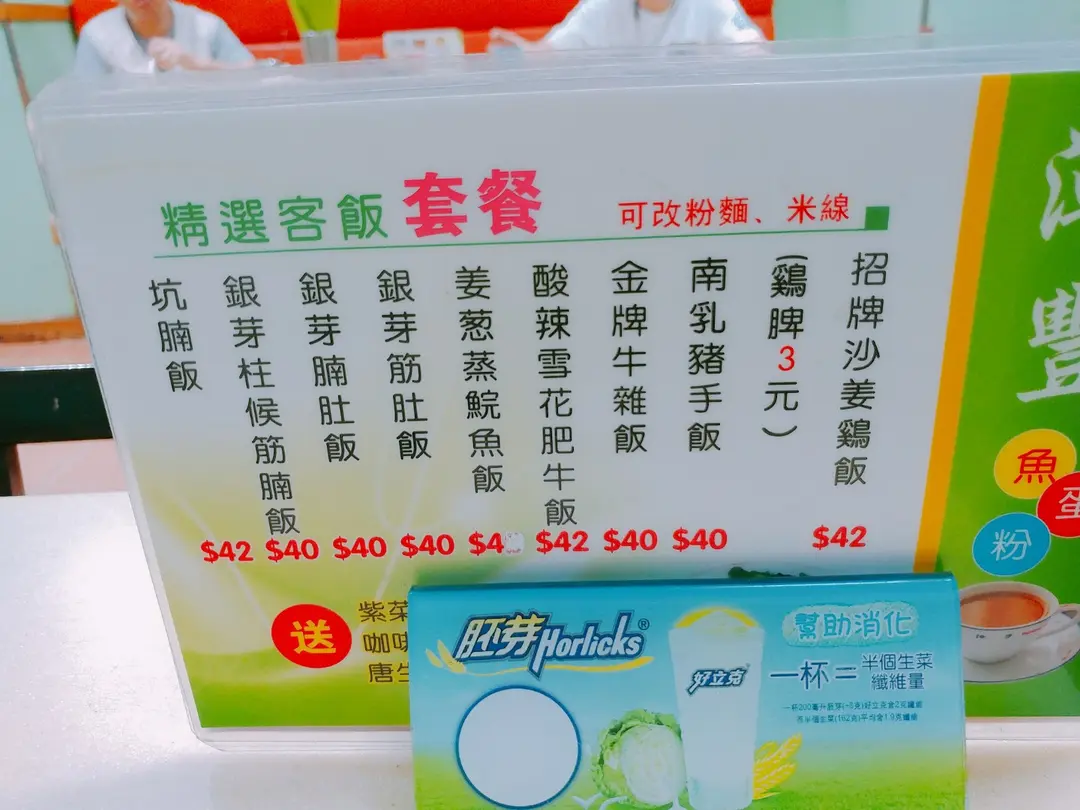 精選客飯 套餐
可改粉麵、米線
招牌沙姜鷄飯
(鷄脾3元)
南乳豬手飯
金牌牛雜飯
酸辣雪花肥牛飯
姜葱蒸鯇魚飯
銀芽筋肚飯
銀芽腩肚飯
銀芽柱候筋腩飯
坑腩飯
$42 $40 $40 $40 $4 $42 $40 $40 $42
送
紫菜
咖啡
唐生
豐
魚
蛋
粉
胚芽Horlicks®
好立克
幫助消化
一杯=半個生菜
纖維量